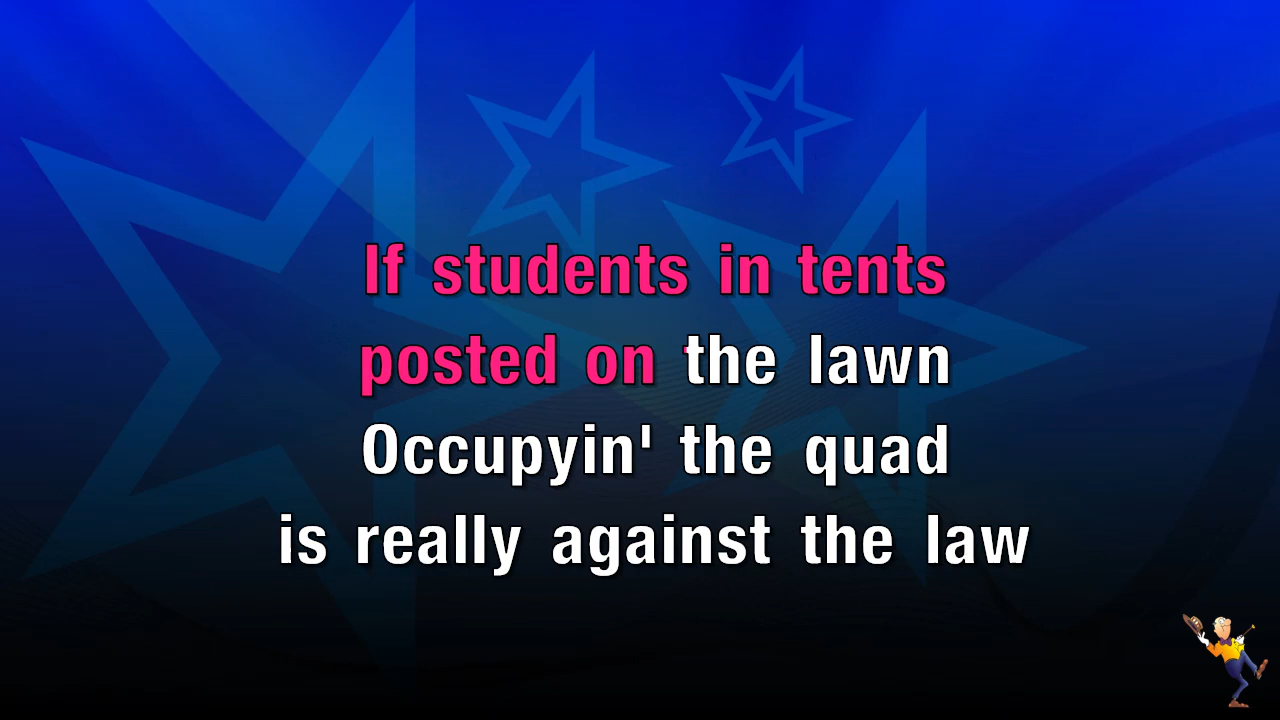 If students in tents
posted on the lawn
Occupyin' the quad
is really against the law